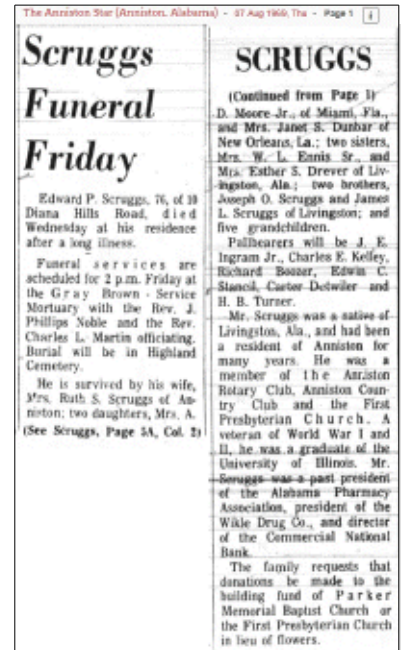 The Anniston Star (Anniston, Alabama) - 07 Aug 1969, Thu - Page 1
Scruggs
Funeral
Friday
Edward P. Scruggs, 76, of 10
Diana Hills Road, died
Wednesday at his residence
after a long illness.
Funeral services are
scheduled for 2 p.m. Friday at
the Gray Brown - Service
Mortuary with the Rev. J.
Phillips Noble and the Rev.
Charles L. Martin officiating.
Burial will be in Highland
Cemetery.
He is survived by his wife,
Mrs. Ruth S. Scruggs of An-
niston; two daughters, Mrs. A.
(See Scruggs, Page 5A, Col. 2)
SCRUGGS
(Continued from Page 1)
D. Moore Jr., of Miami, Fla.,
and Mrs. Janet S. Dunbar of
New Orleans, La.; two sisters,
Mrs. W. L. Ennis Sr., and
Mrs. Esther S. Drever of Liv-
ingston, Ala.; two brothers,
Joseph O. Scruggs and James
L. Scruggs of Livingston; and
five grandchildren.
Pallbearers will be J. E.
Ingram Jr., Charles E. Kelley,
Richard Boozer, Edwin C.
Stancil, Carter Detwiler and
H. B. Turner.
Mr. Scruggs was a native of
Livingston, Ala., and had been
a resident of Anniston for
many years. He was a
member of the Anniston
Rotary Club, Anniston Coun-
try Club and the First
Presbyterian Church. A
veteran of World War I and
II, he was a graduate of the
University of Illinois. Mr.
Scruggs was a past president
of the Alabama Pharmacy
Association, president of the
Wikle Drug Co., and director
of the Commercial National
Bank.
The family requests that
donations be made to the
building fund of Parker
Memorial Baptist Church or
the First Presbyterian Church
in lieu of flowers.